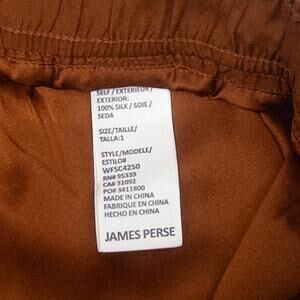 SELF / EXTERIEUR /
EXTERIOR:
100% SILK / SOIE /
SEDA
SIZE/TAILLE/
TALLA:1
STYLE/MODELE/
ESTILO#
WFSC4250
RN# 95339
CA# 31092
PO# 3411800
MADE IN CHINA
FABRIQUE EN CHINA
HECHO EN CHINA
JAMES PERSE